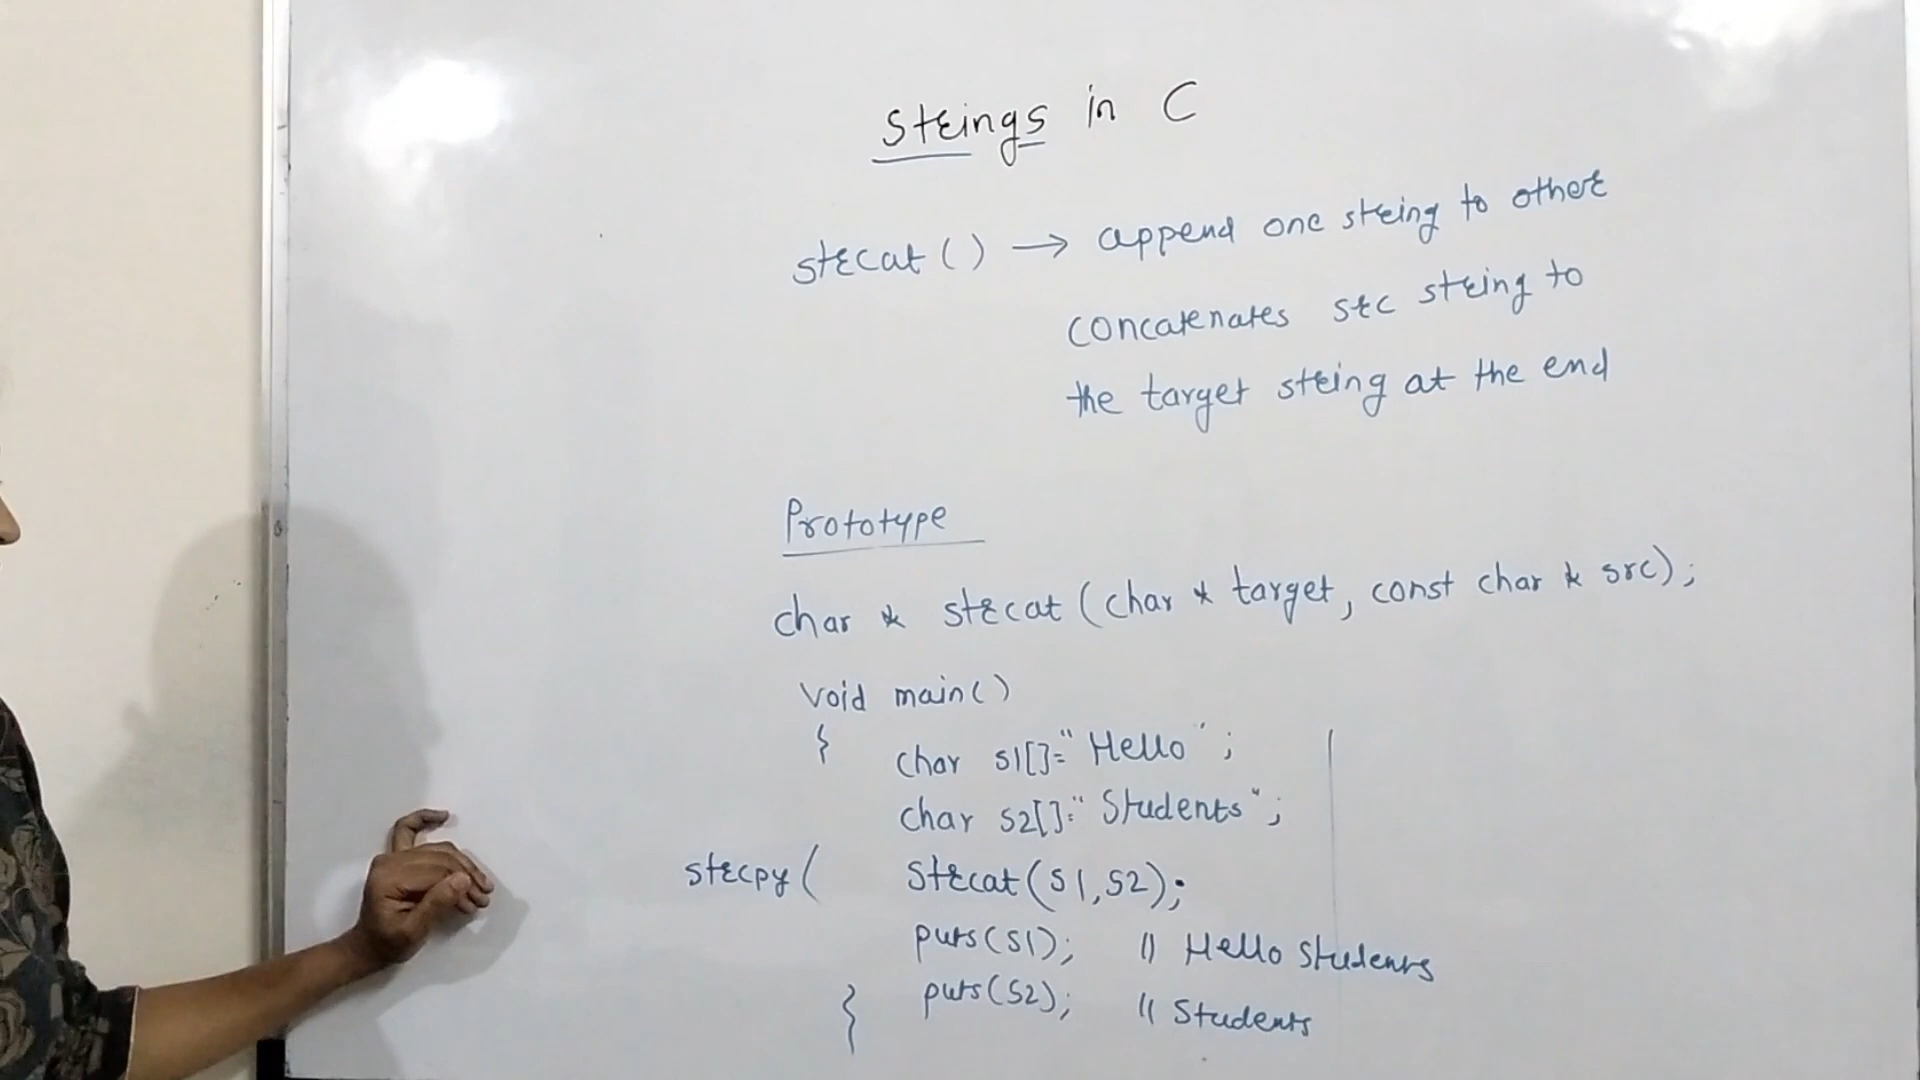 Strings in C
strcat() → append one string to other
concatenates src string to
the target string at the end
Prototype
char * strcat (char * target, const char * src);
void main()
{
char s1[]="Hello";
char s2[]="Students";
strcpy( strcat(s1,s2);
puts(s1); // Hello Students
puts(s2); // Students
}